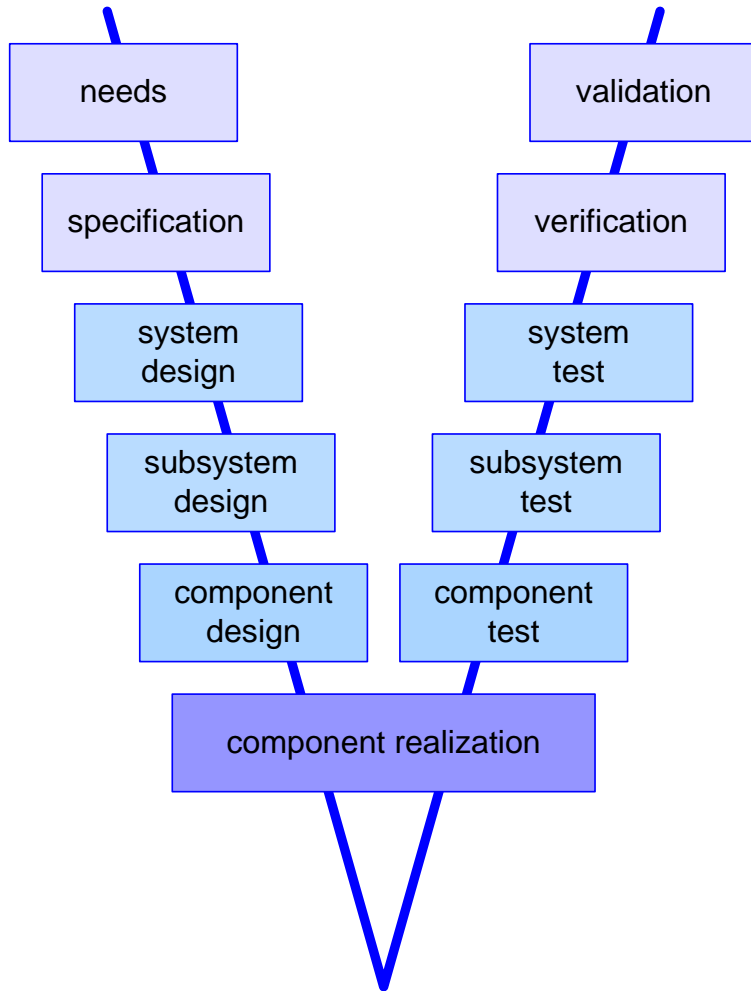 needs
validation
specification
verification
system
design
system
test
subsystem
design
subsystem
test
component
design
component
test
component realization